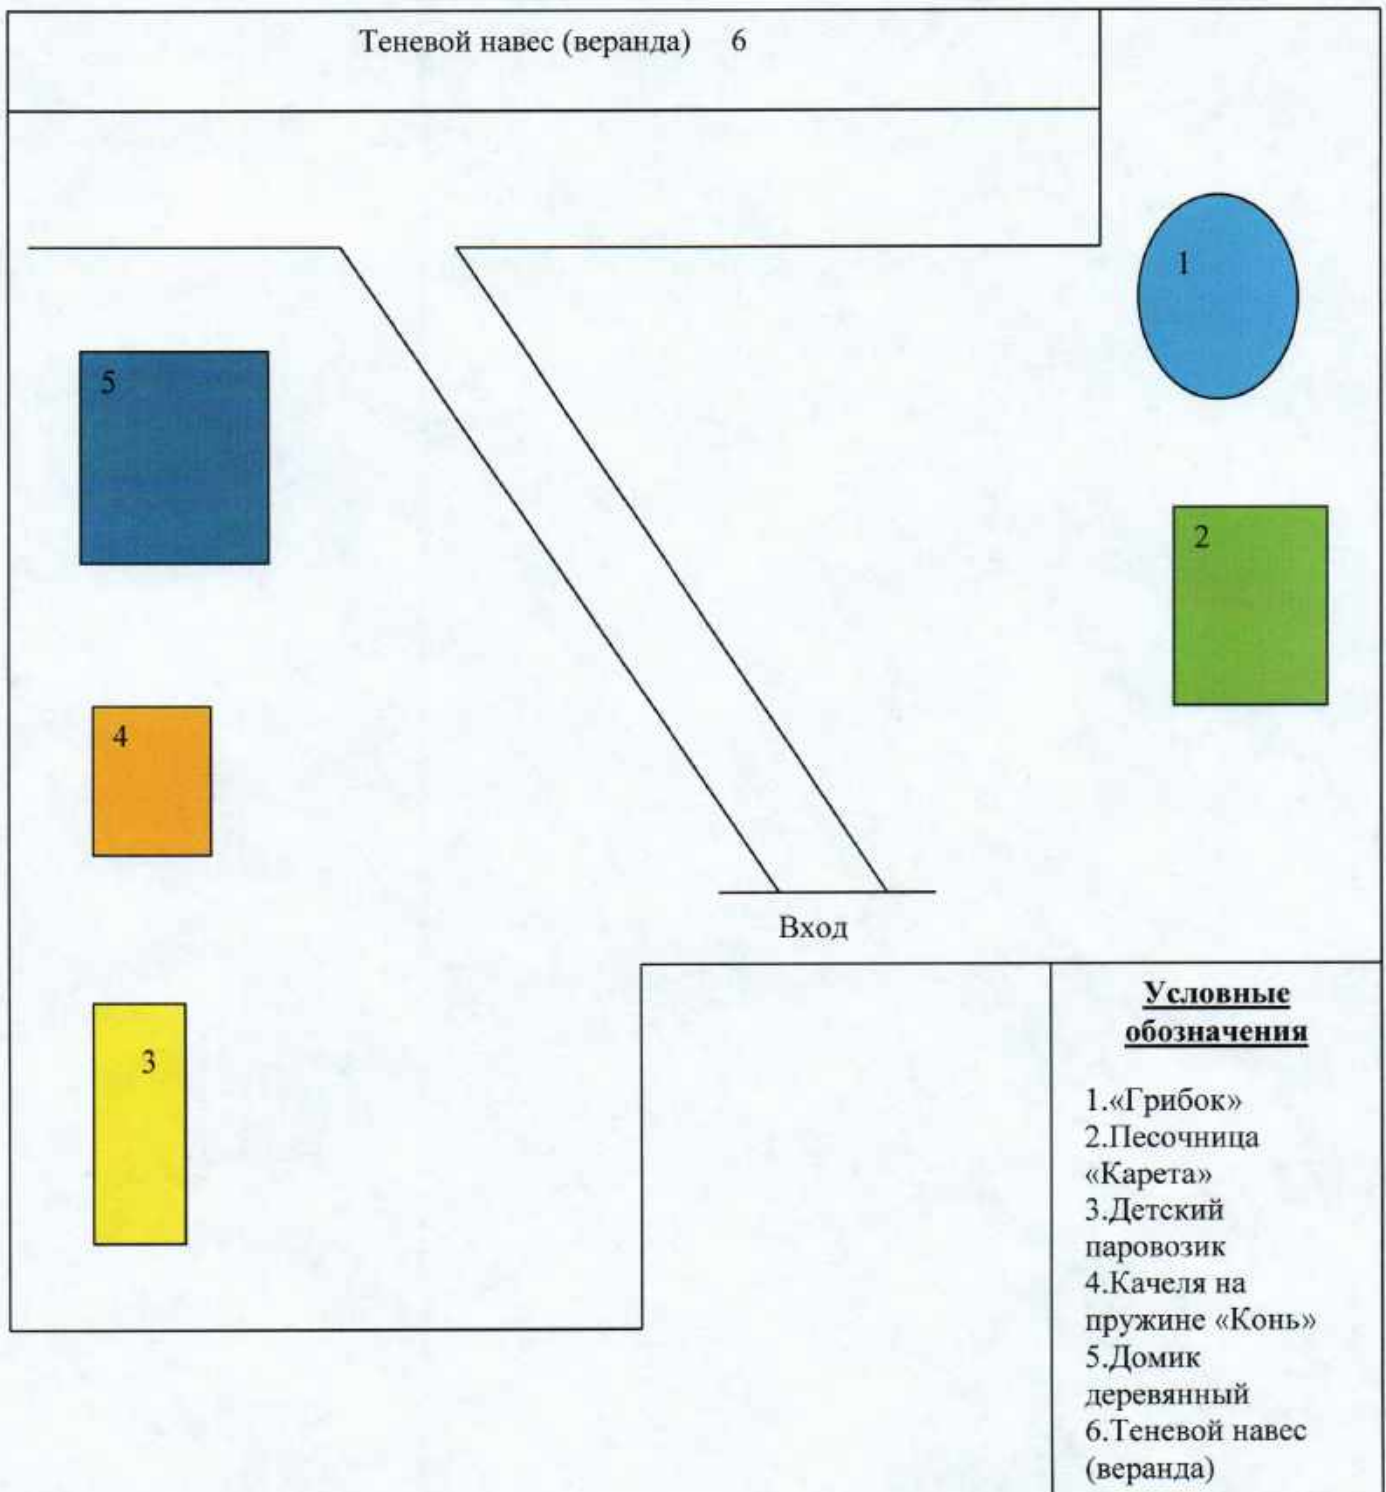 Теневой навес (веранда) 6
1
5
2
4
Вход
3
Условные
обозначения
1.«Грибок»
2.Песочница
«Карета»
3.Детский
паровозик
4.Качеля на
пружине «Конь»
5.Домик
деревянный
6.Теневой навес
(веранда)